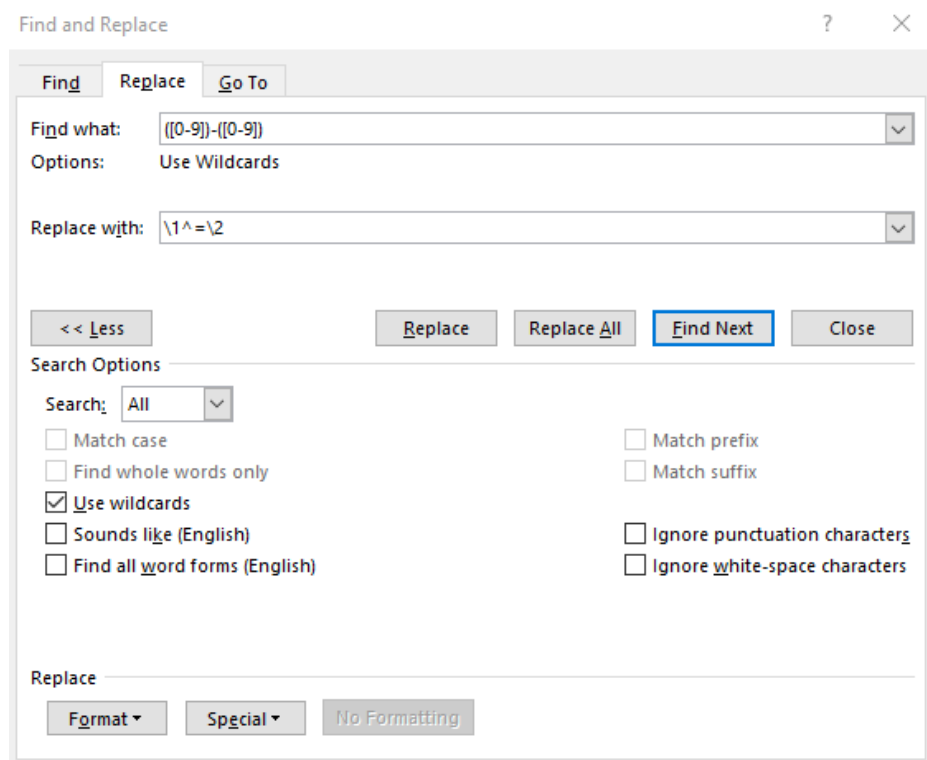 Find and Replace ? ×
Find Replace Go To
Find what: ([0-9])-([0-9])
Options: Use Wildcards
Replace with: \1^=\2
<< Less Replace Replace All Find Next Close
Search Options
Search: All
Match case Match prefix
Find whole words only Match suffix
Use wildcards
Sounds like (English) Ignore punctuation characters
Find all word forms (English) Ignore white-space characters
Replace
Format Special No Formatting